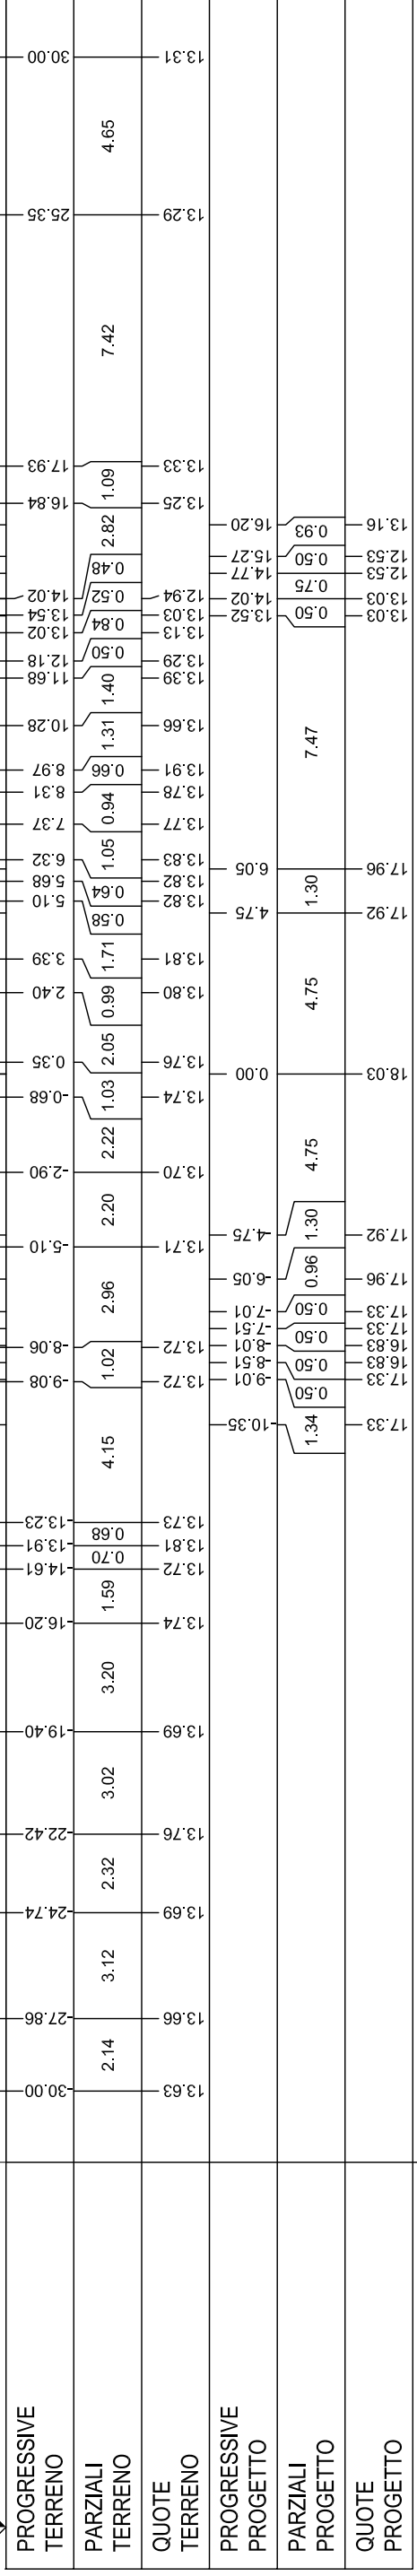 PROGRESSIVE
TERRENO
-30.00 -27.86 -24.74 -22.42 -19.40 -16.20 -14.61 -13.91 -13.23 -9.08 -8.06 -5.10 -2.90 -0.68 0.35 2.40 3.39 5.10 5.68 6.32 7.37 8.31 8.97 10.28 11.68 12.18 13.02 13.54 14.02 16.84 17.93 25.35 30.00
PARZIALI
TERRENO
2.14 3.12 2.32 3.02 3.20 1.59 0.70 0.68 4.15 1.02 2.96 2.20 2.22 1.03 2.05 0.99 1.71 0.58 0.64 1.05 0.94 0.66 1.31 1.40 0.50 0.84 0.52 0.48 2.82 1.09 7.42 4.65
QUOTE
TERRENO
13.63 13.66 13.69 13.76 13.69 13.74 13.72 13.81 13.73 13.72 13.72 13.71 13.70 13.74 13.76 13.80 13.81 13.82 13.82 13.83 13.77 13.78 13.91 13.66 13.39 13.29 13.13 13.03 12.94 13.25 13.33 13.29 13.31
PROGRESSIVE
PROGETTO
-10.35 -9.01 -8.51 -8.01 -7.51 -7.01 -6.05 -4.75 0.00 4.75 6.05 13.52 14.02 14.77 15.27 16.20
PARZIALI
PROGETTO
1.34 0.50 0.50 0.50 0.50 0.96 1.30 4.75 4.75 1.30 7.47 0.50 0.75 0.50 0.93
QUOTE
PROGETTO
17.33 17.33 16.83 16.83 17.33 17.33 17.96 17.92 18.03 17.92 17.96 13.03 13.03 12.53 12.53 13.16